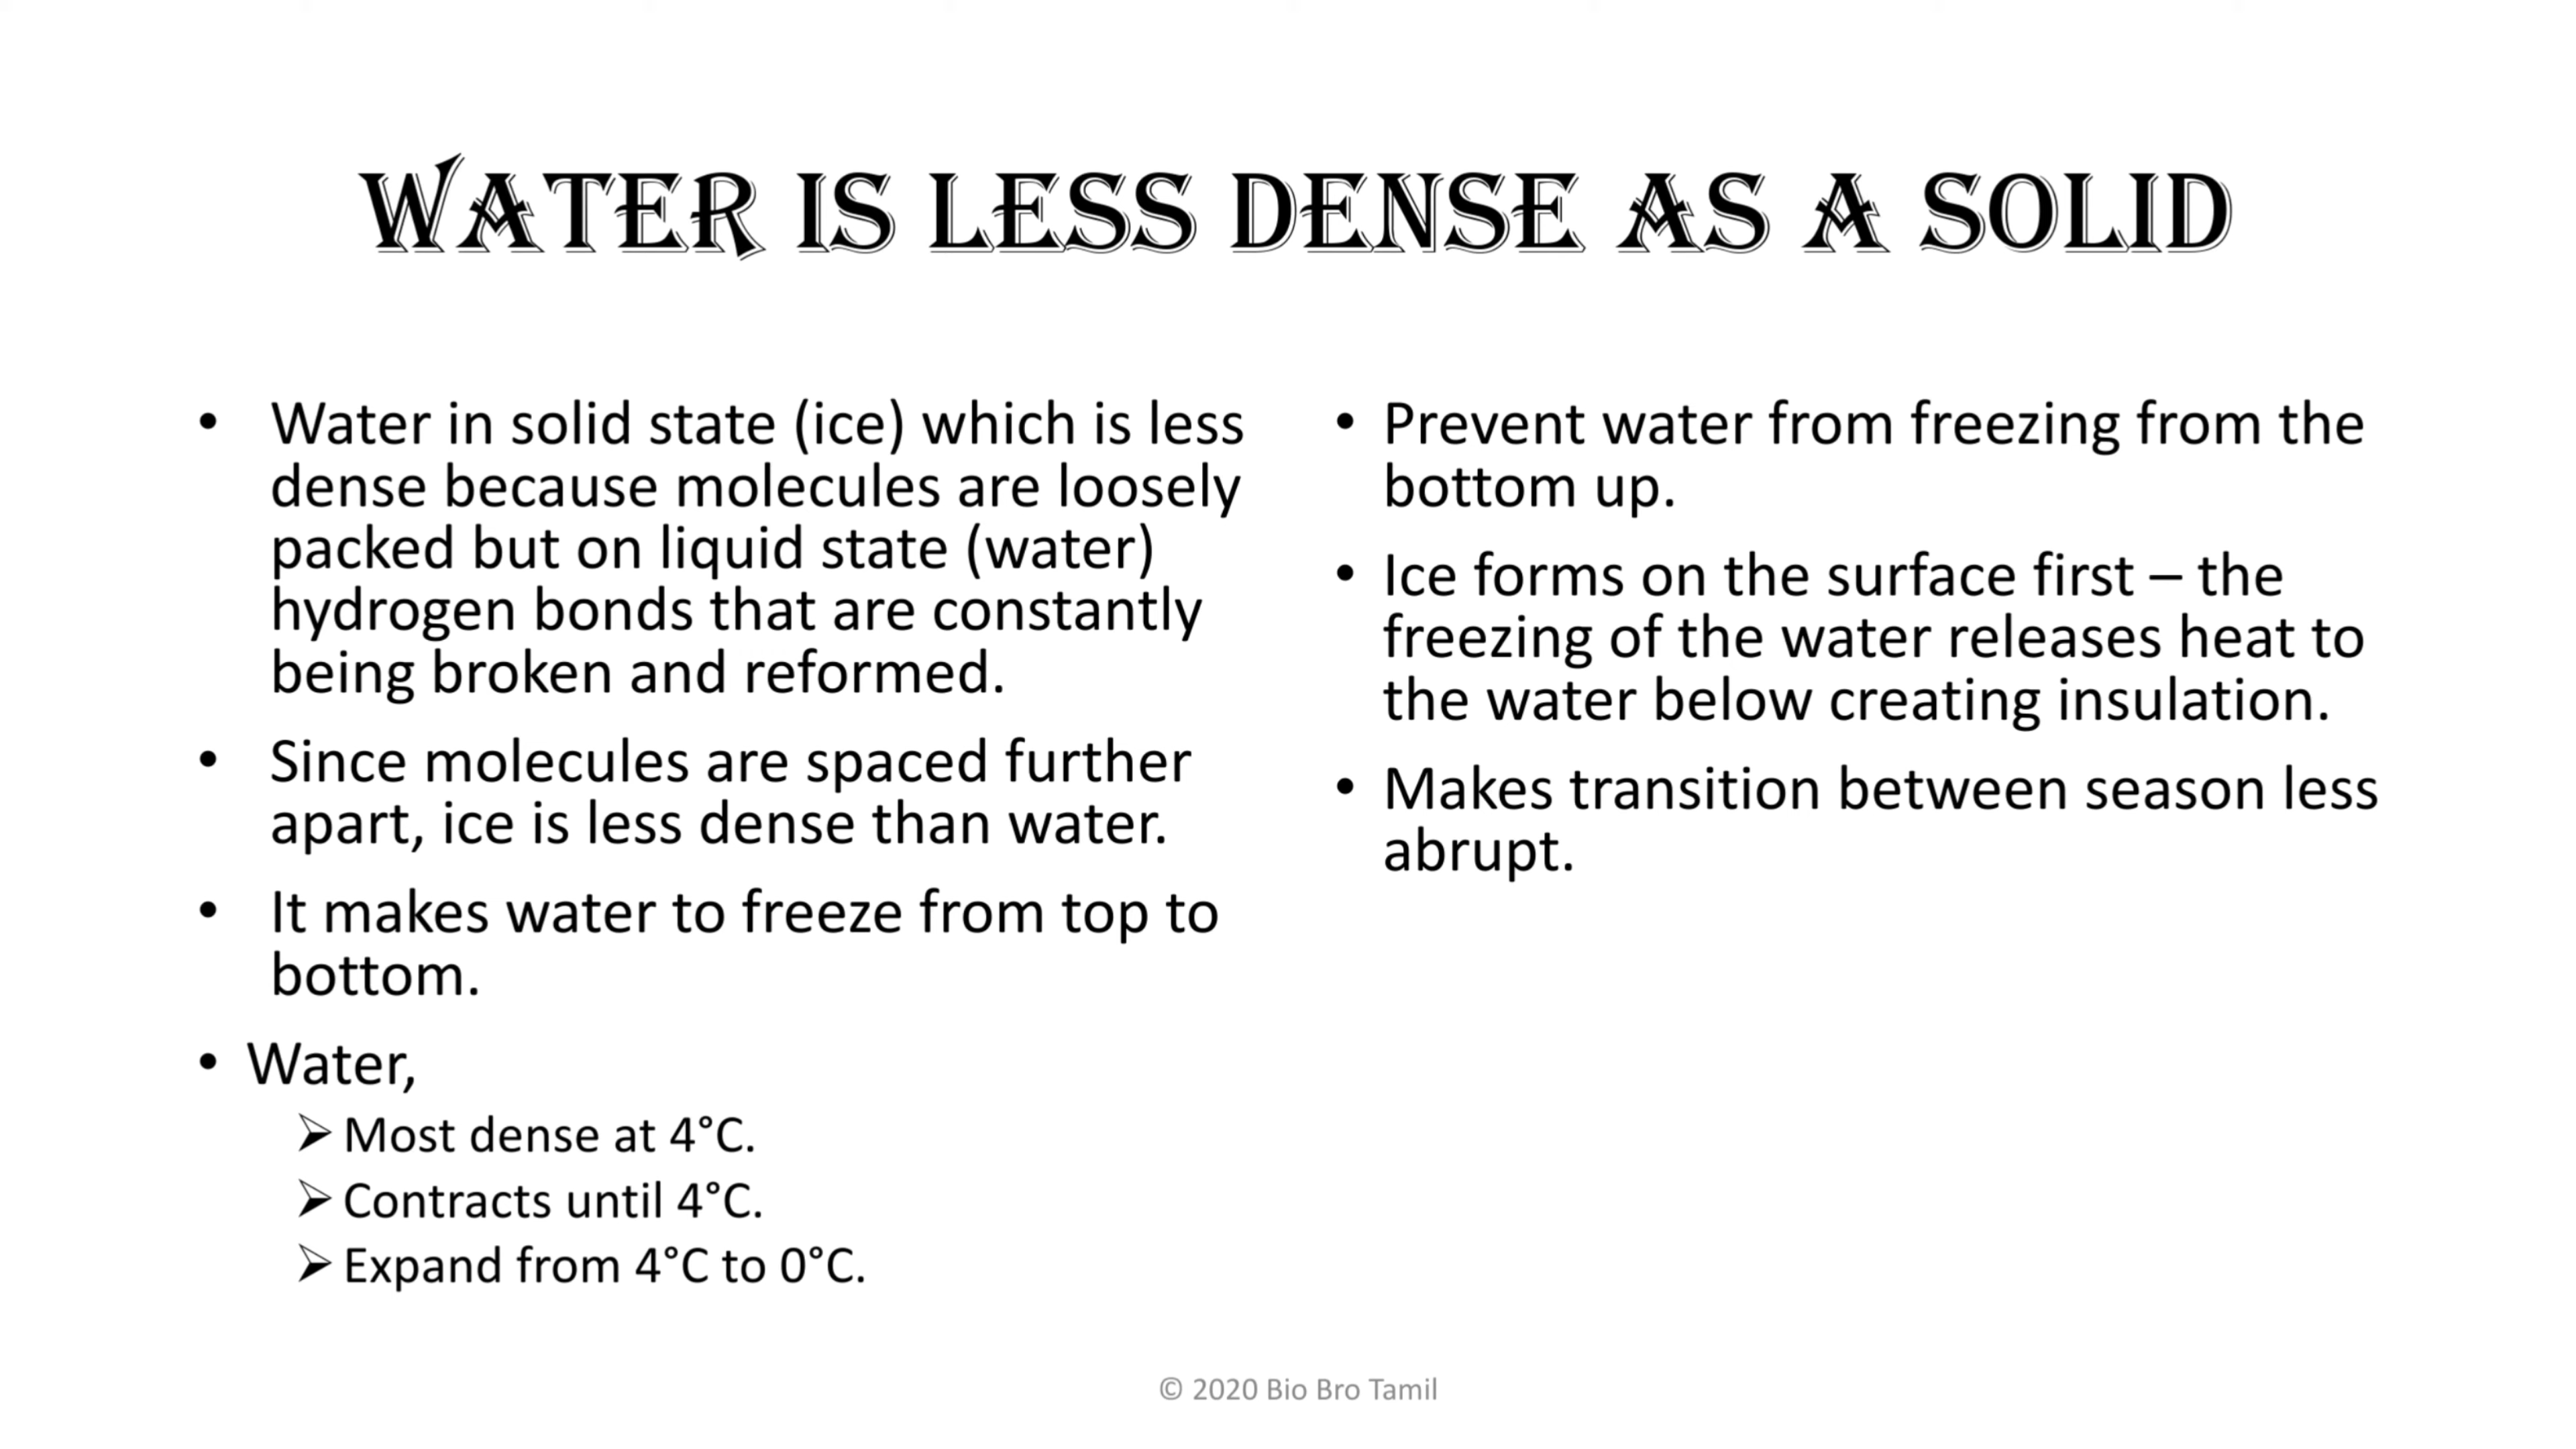 WATER IS LESS DENSE AS A SOLID
• Water in solid state (ice) which is less
dense because molecules are loosely
packed but on liquid state (water)
hydrogen bonds that are constantly
being broken and reformed.
• Since molecules are spaced further
apart, ice is less dense than water.
• It makes water to freeze from top to
bottom.
• Water,
➢ Most dense at 4°C.
➢ Contracts until 4°C.
➢ Expand from 4°C to 0°C.
• Prevent water from freezing from the
bottom up.
• Ice forms on the surface first – the
freezing of the water releases heat to
the water below creating insulation.
• Makes transition between season less
abrupt.
© 2020 Bio Bro Tamil